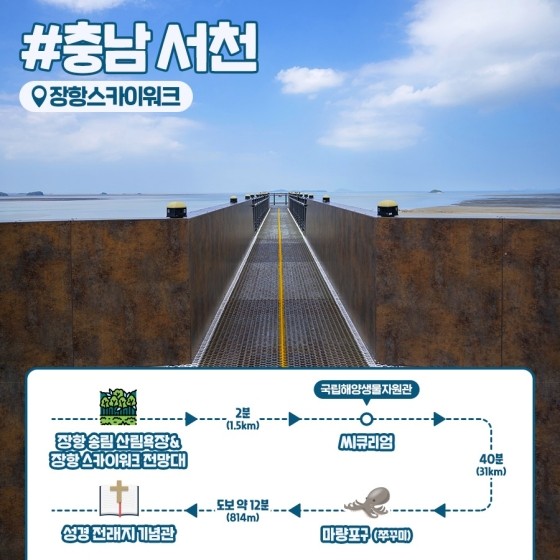 #충남 서천
장항스카이워크
국립해양생물자원관
2분
(1.5km)
장항 송림 산림욕장&
장항 스카이워크 전망대
씨큐리엄
40분
(31km)
도보 약 12분
(814m)
성경 전래지기념관
마량포구 (쭈꾸미)